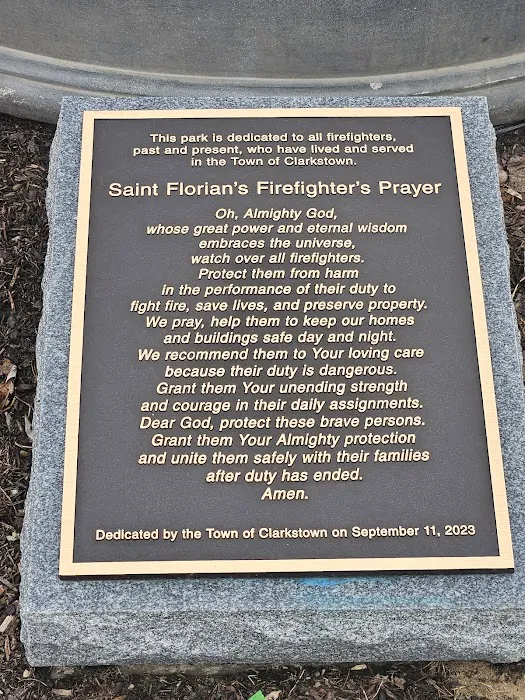 This park is dedicated to all firefighters,
past and present, who have lived and served
in the Town of Clarkstown.
Saint Florian's Firefighter's Prayer
Oh, Almighty God,
whose great power and eternal wisdom
embraces the universe,
watch over all firefighters.
Protect them from harm
in the performance of their duty to
fight fire, save lives, and preserve property.
We pray, help them to keep our homes
and buildings safe day and night.
We recommend them to Your loving care
because their duty is dangerous.
Grant them Your unending strength
and courage in their daily assignments.
Dear God, protect these brave persons.
Grant them Your Almighty protection
and unite them safely with their families
after duty has ended.
Amen.
Dedicated by the Town of Clarkstown on September 11, 2023